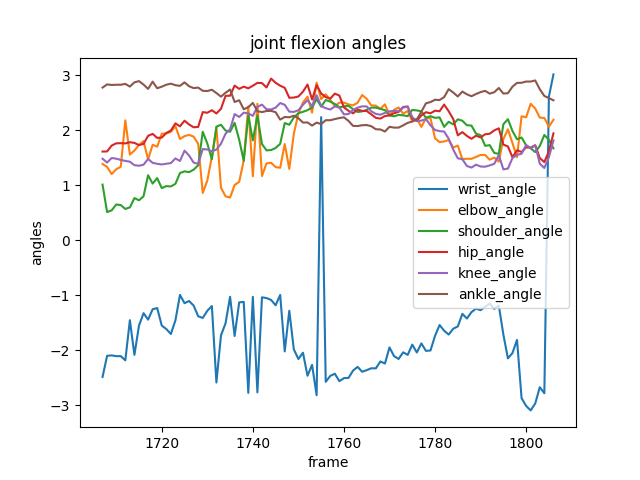 joint flexion angles
3
2
1
0
−1
−2
−3
angles
wrist_angle
elbow_angle
shoulder_angle
hip_angle
knee_angle
ankle_angle
1720
1740
1760
1780
1800
frame